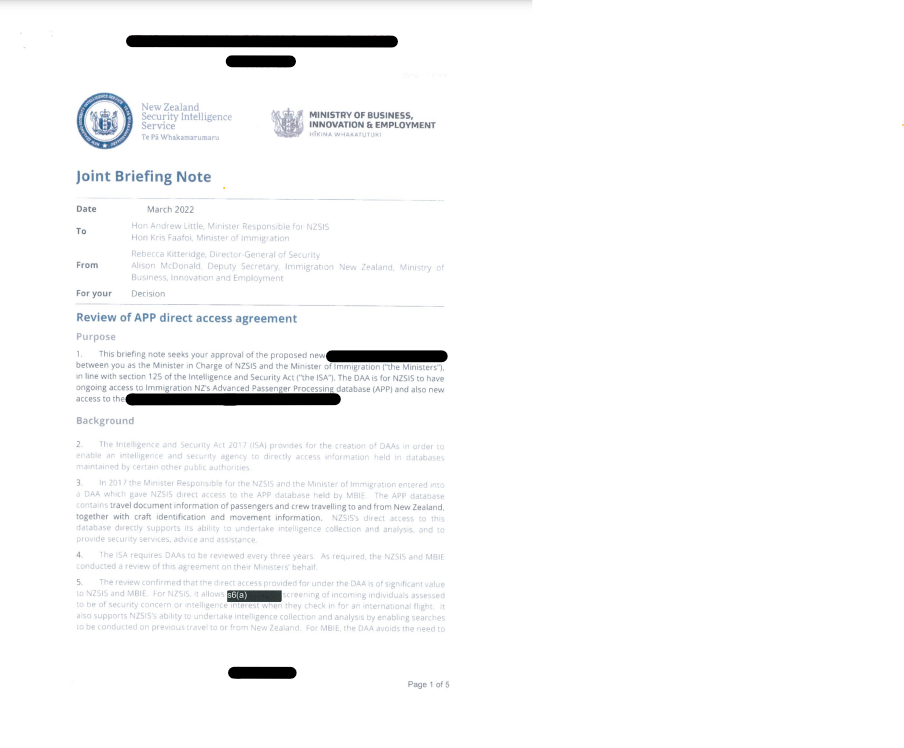 New Zealand
Security Intelligence
Service
Te Pā Whakamarumaru
MINISTRY OF BUSINESS,
INNOVATION & EMPLOYMENT
HĪKINA WHAKATUTUKI
Joint Briefing Note
Date March 2022
To Hon Andrew Little, Minister Responsible for NZSIS
Hon Kris Faafoi, Minister of Immigration
From Rebecca Kitteridge, Director-General of Security
Alison McDonald, Deputy Secretary, Immigration New Zealand, Ministry of
Business, Innovation and Employment
For your Decision
Review of APP direct access agreement
Purpose
1. This briefing note seeks your approval of the proposed new
between you as the Minister in Charge of NZSIS and the Minister of Immigration ("the Ministers"),
in line with section 125 of the Intelligence and Security Act ("the ISA"). The DAA is for NZSIS to have
ongoing access to Immigration NZ's Advanced Passenger Processing database (APP) and also new
access to the
Background
2. The Intelligence and Security Act 2017 (ISA) provides for the creation of DAAs in order to
enable an intelligence and security agency to directly access information held in databases
maintained by certain other public authorities.
3. In 2017 the Minister Responsible for the NZSIS and the Minister of Immigration entered into
a DAA which gave NZSIS direct access to the APP database held by MBIE. The APP database
contains travel document information of passengers and crew travelling to and from New Zealand,
together with craft identification and movement information. NZSIS's direct access to this
database directly supports its ability to undertake intelligence collection and analysis, and to
provide security services, advice and assistance.
4. The ISA requires DAAs to be reviewed every three years. As required, the NZSIS and MBIE
conducted a review of this agreement on their Ministers' behalf.
5. The review confirmed that the direct access provided for under the DAA is of significant value
to NZSIS and MBIE. For NZSIS, it allows s6(a) screening of incoming individuals assessed
to be of security concern or intelligence interest when they check in for an international flight. It
also supports NZSIS's ability to undertake intelligence collection and analysis by enabling searches
to be conducted on previous travel to or from New Zealand. For MBIE, the DAA avoids the need to
Page 1 of 5